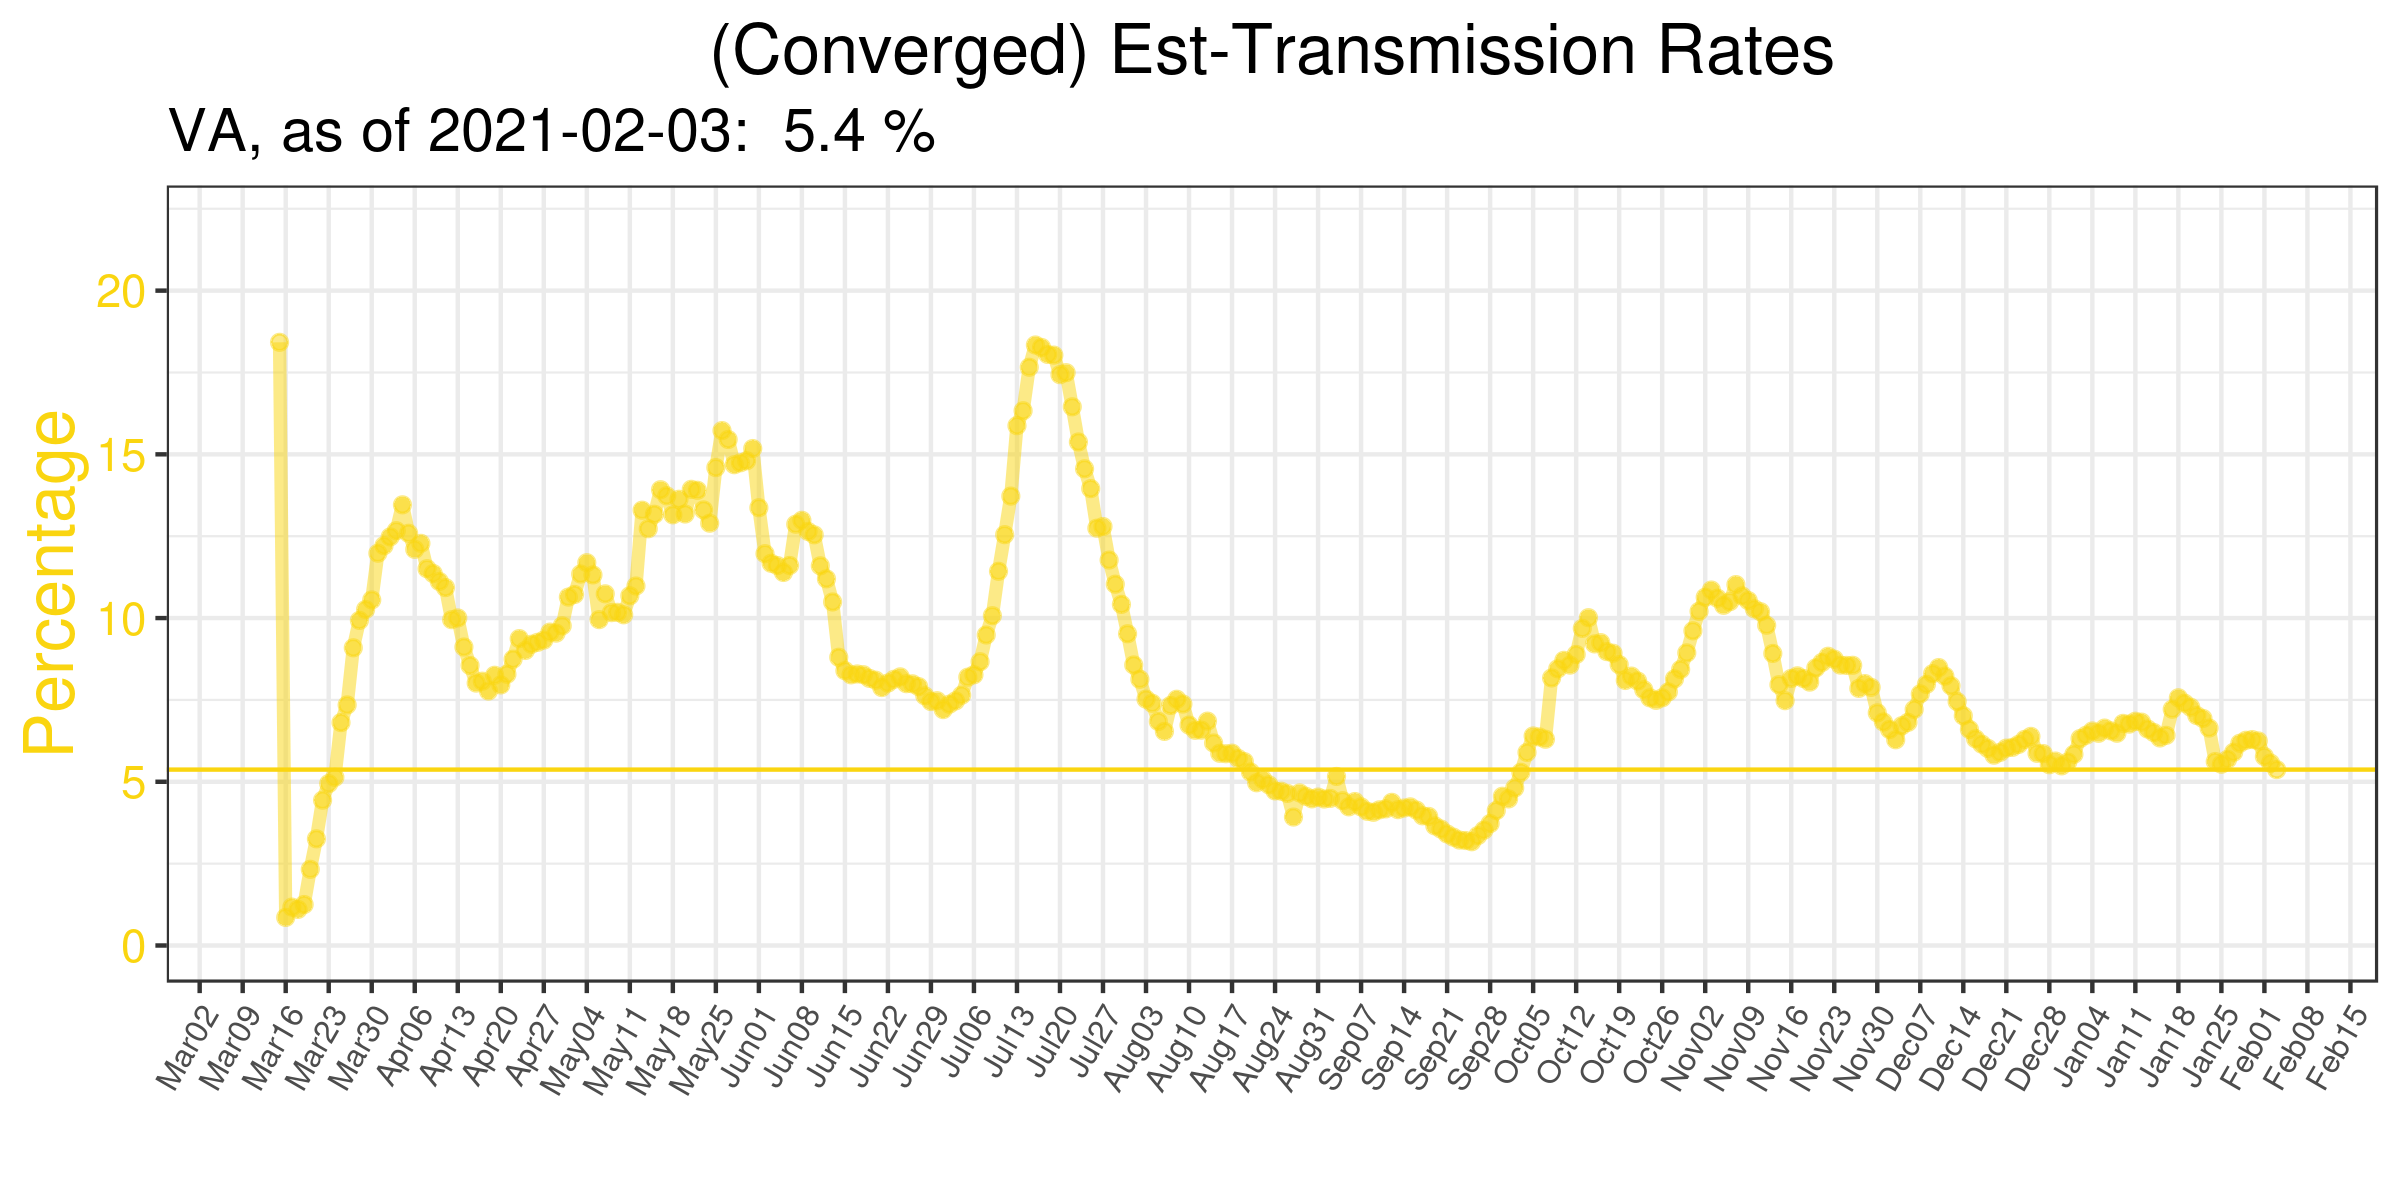 (Converged) Est-Transmission Rates
VA, as of 2021-02-03:  5.4 %
Percentage
20
15
10
5
0
Mar02
Mar09
Mar16
Mar23
Mar30
Apr06
Apr13
Apr20
Apr27
May04
May11
May18
May25
Jun01
Jun08
Jun15
Jun22
Jun29
Jul06
Jul13
Jul20
Jul27
Aug03
Aug10
Aug17
Aug24
Aug31
Sep07
Sep14
Sep21
Sep28
Oct05
Oct12
Oct19
Oct26
Nov02
Nov09
Nov16
Nov23
Nov30
Dec07
Dec14
Dec21
Dec28
Jan04
Jan11
Jan18
Jan25
Feb01
Feb08
Feb15